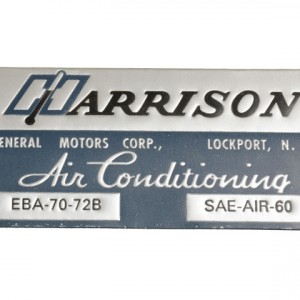 HARRISON
GENERAL MOTORS CORP., LOCKPORT, N.
Air Conditioning
EBA-70-72B SAE-AIR-60